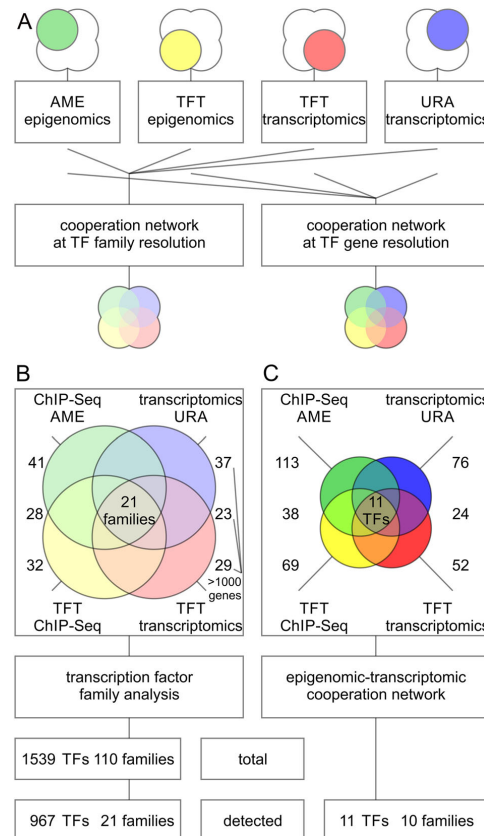 A
AME
epigenomics
TFT
epigenomics
TFT
transcriptomics
URA
transcriptomics
cooperation network
at TF family resolution
cooperation network
at TF gene resolution
B
ChIP-Seq
AME
transcriptomics
URA
41
37
21
families
28
23
32
29
>1000
genes
TFT
ChIP-Seq
TFT
transcriptomics
C
ChIP-Seq
AME
transcriptomics
URA
113
76
11
TFs
38
24
69
52
TFT
ChIP-Seq
TFT
transcriptomics
transcription factor
family analysis
epigenomic-transcriptomic
cooperation network
1539 TFs 110 families
total
967 TFs 21 families
detected
11 TFs 10 families